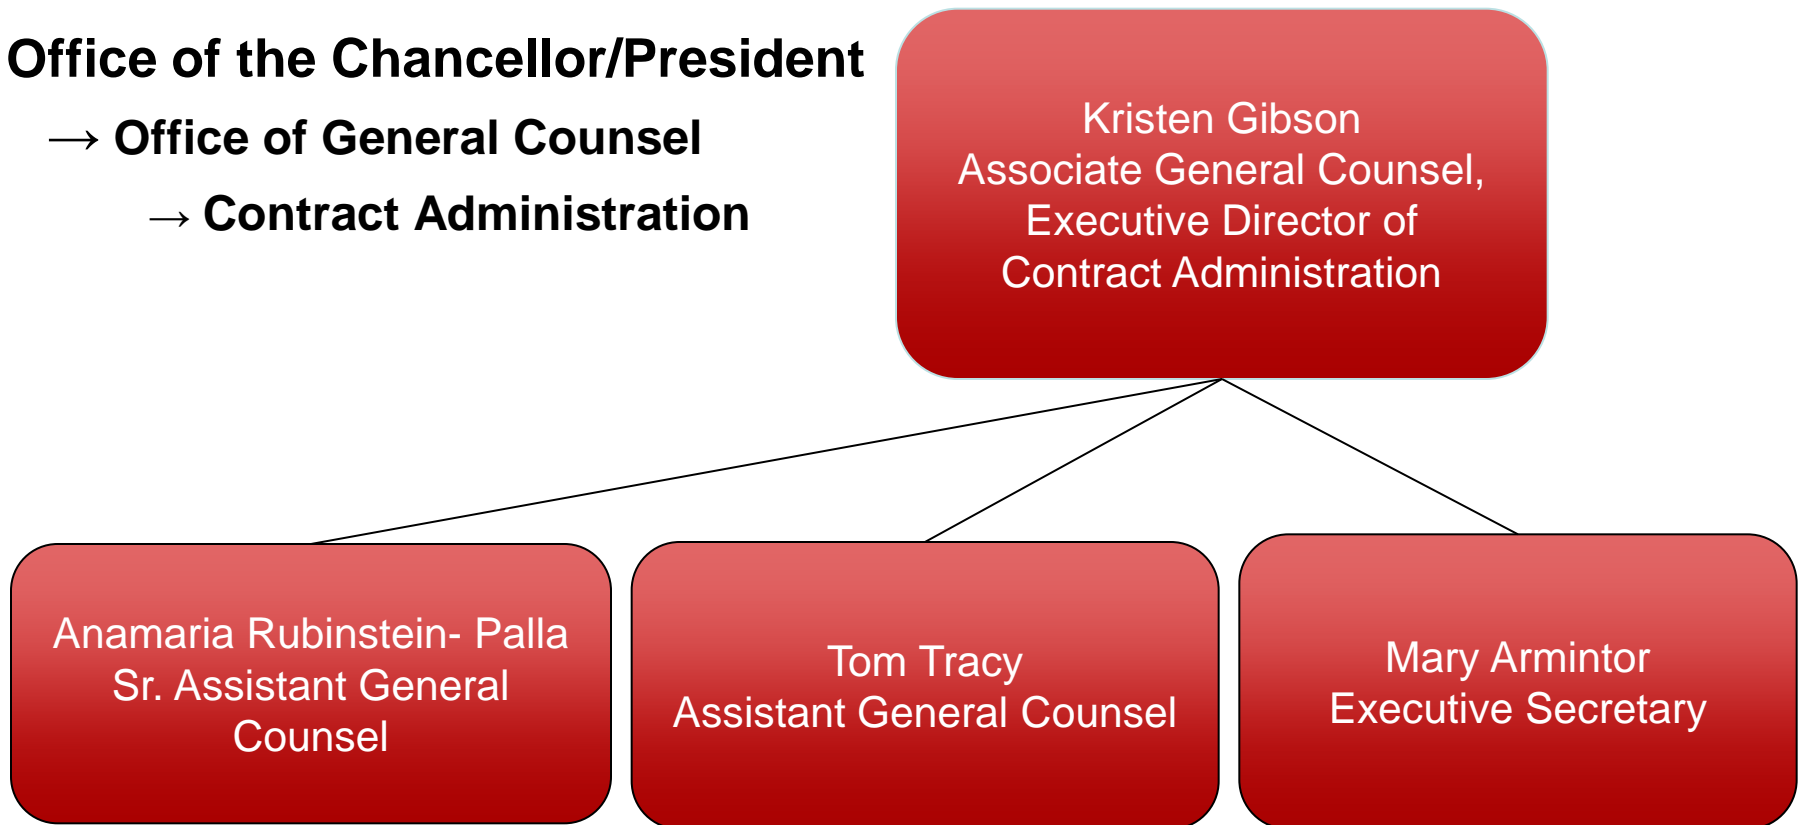 Office of the Chancellor/President
→ Office of General Counsel
→ Contract Administration
Kristen Gibson
Associate General Counsel,
Executive Director of
Contract Administration
Anamaria Rubinstein- Palla
Sr. Assistant General
Counsel
Tom Tracy
Assistant General Counsel
Mary Armintor
Executive Secretary